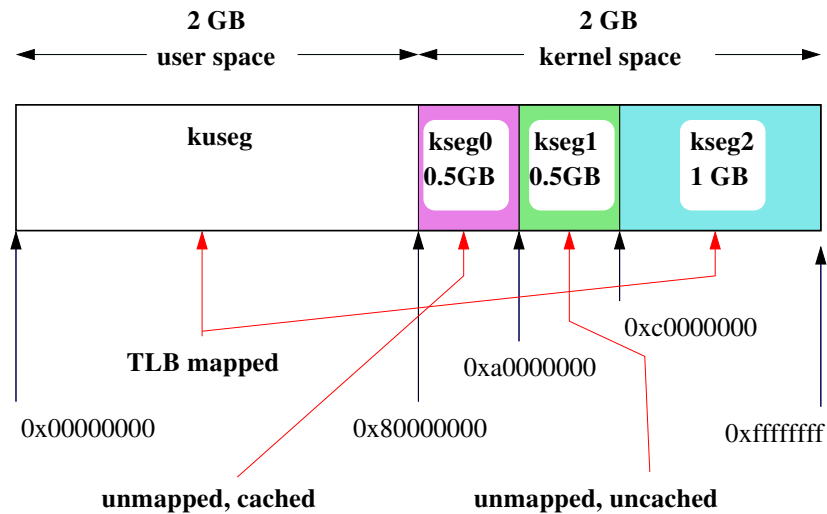 2 GB
user space
2 GB
kernel space
kuseg
kseg0
0.5GB
kseg1
0.5GB
kseg2
1 GB
0xc0000000
TLB mapped
0xa0000000
0x00000000
0x80000000
0xffffffff
unmapped, cached
unmapped, uncached